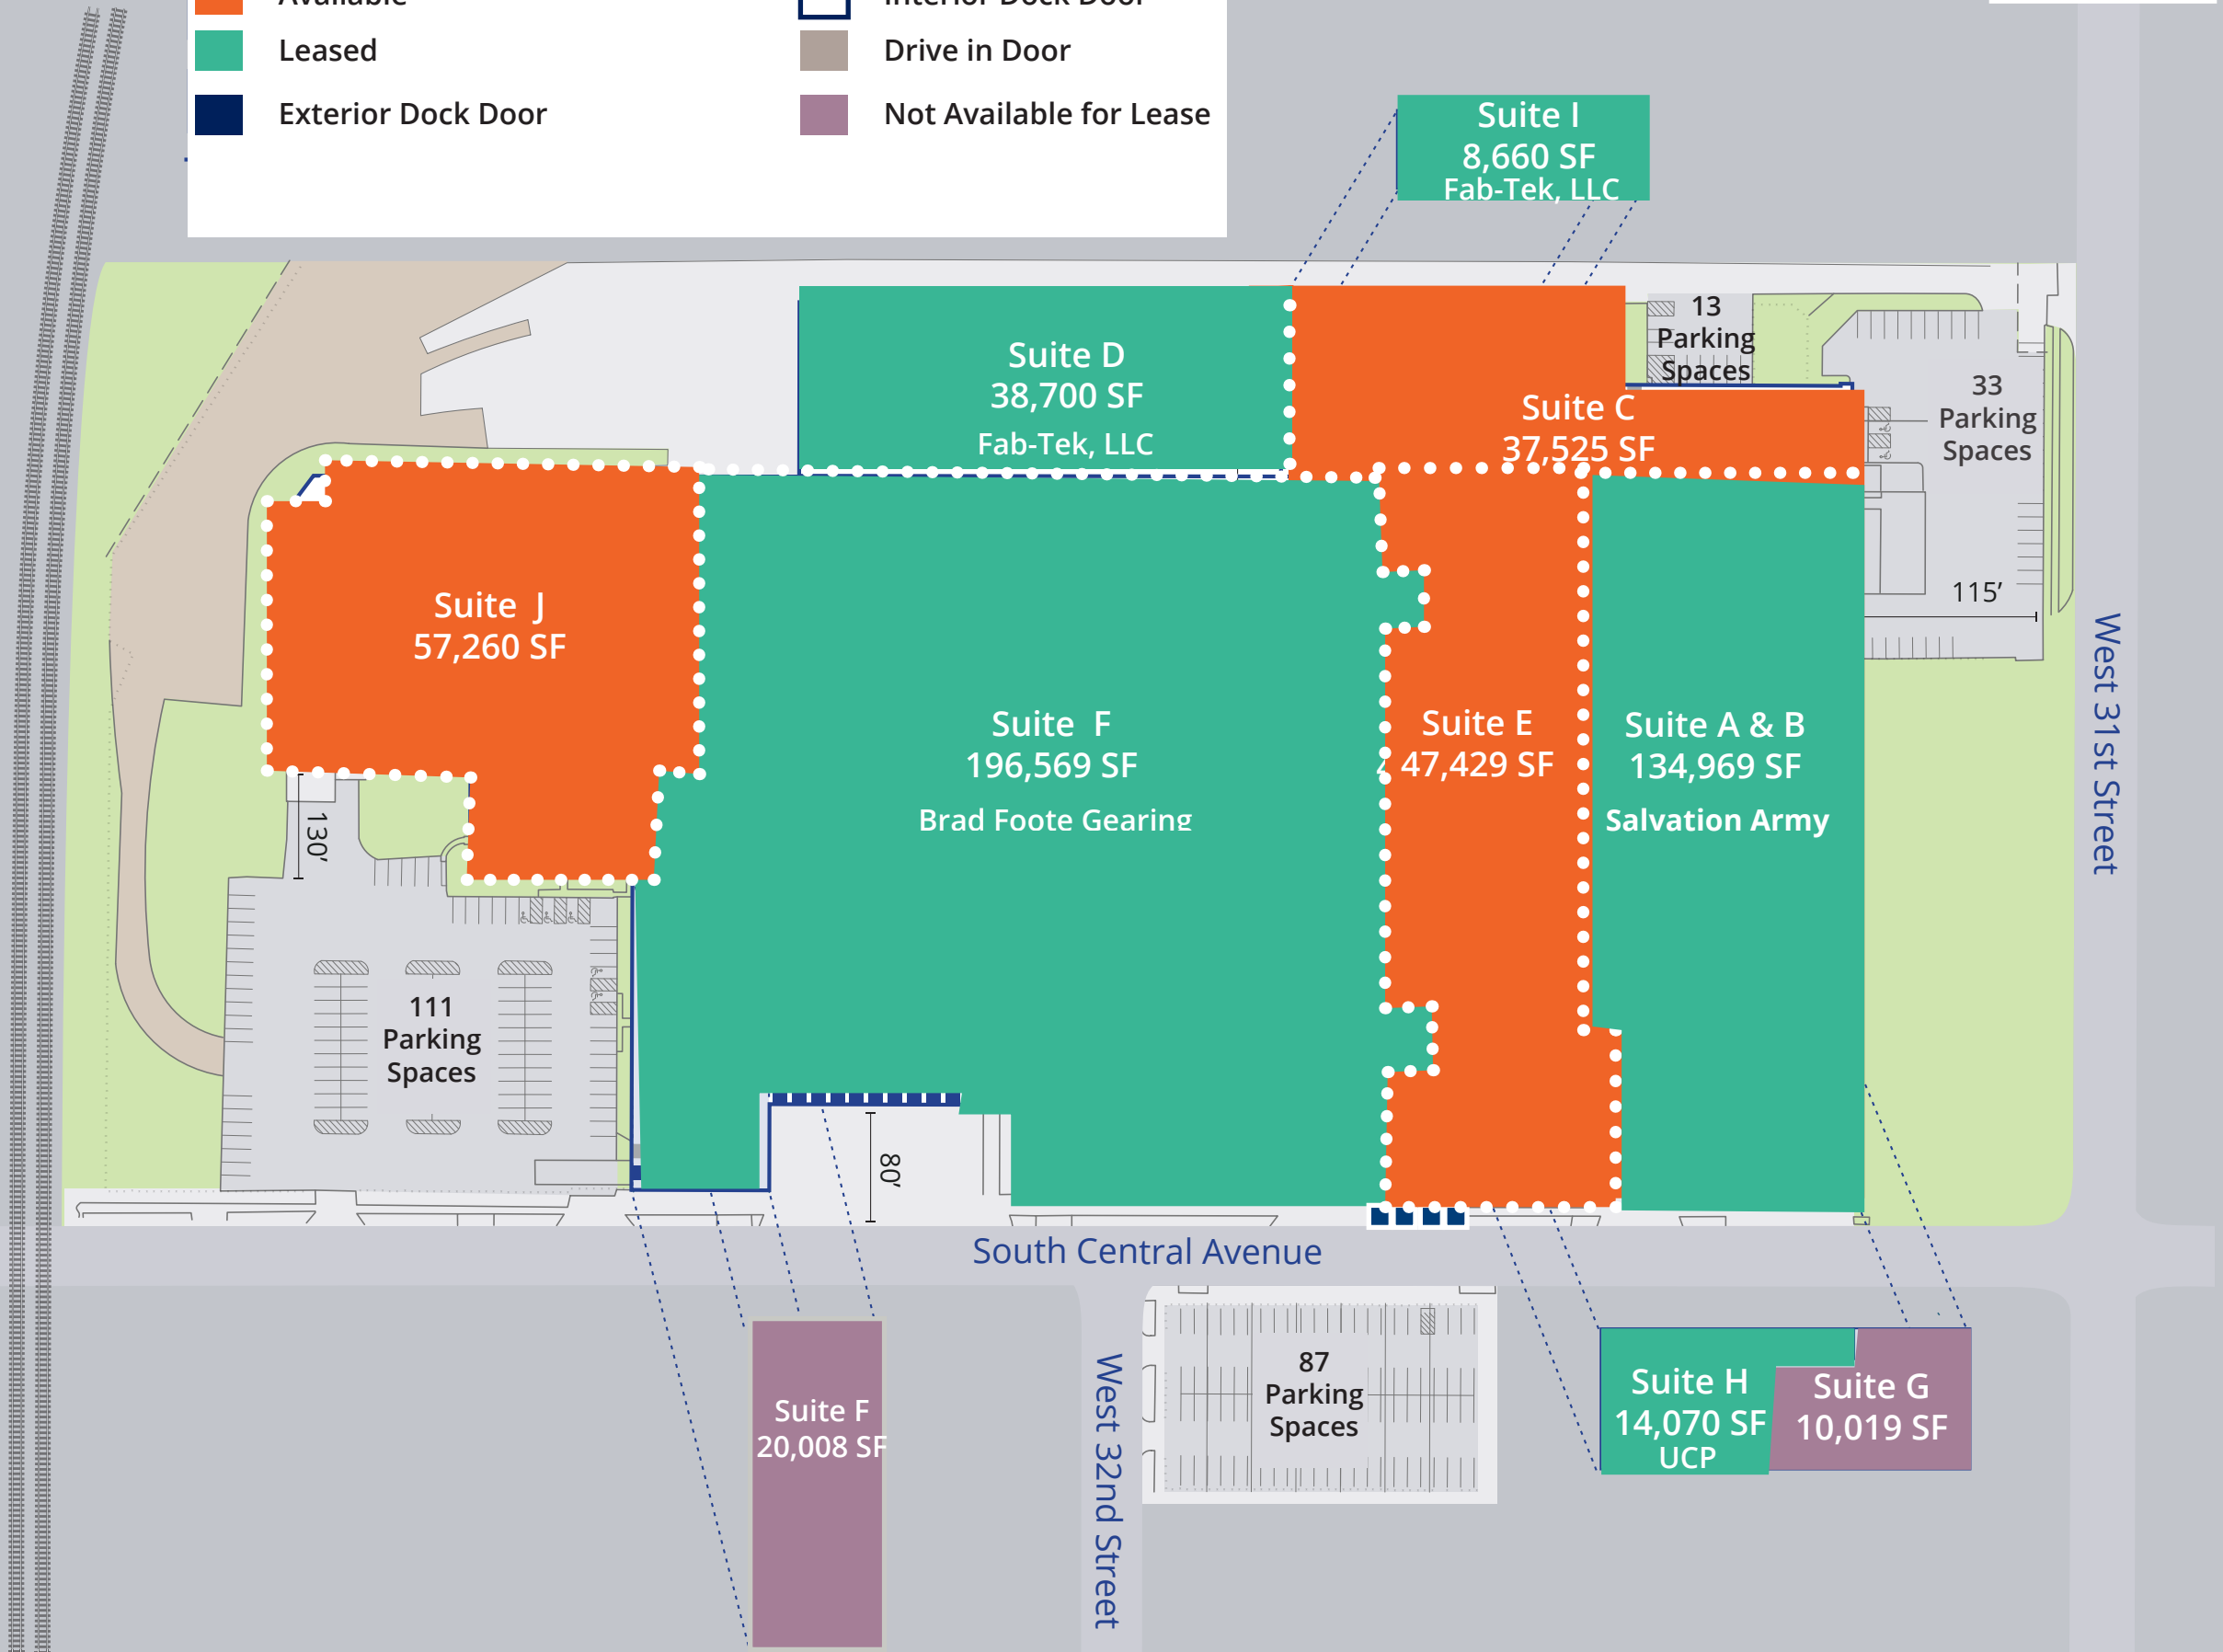 Available
Interior Dock Door
Leased
Drive in Door
Exterior Dock Door
Not Available for Lease
Suite I
8,660 SF
Fab-Tek, LLC
13
Parking
Spaces
Suite D
38,700 SF
Fab-Tek, LLC
Suite C
37,525 SF
33
Parking
Spaces
115’
Suite J
57,260 SF
Suite F
196,569 SF
Brad Foote Gearing
Suite E
47,429 SF
Suite A & B
134,969 SF
Salvation Army
West 31st Street
130’
111
Parking
Spaces
80’
South Central Avenue
Suite F
20,008 SF
West 32nd Street
87
Parking
Spaces
Suite H
14,070 SF
UCP
Suite G
10,019 SF